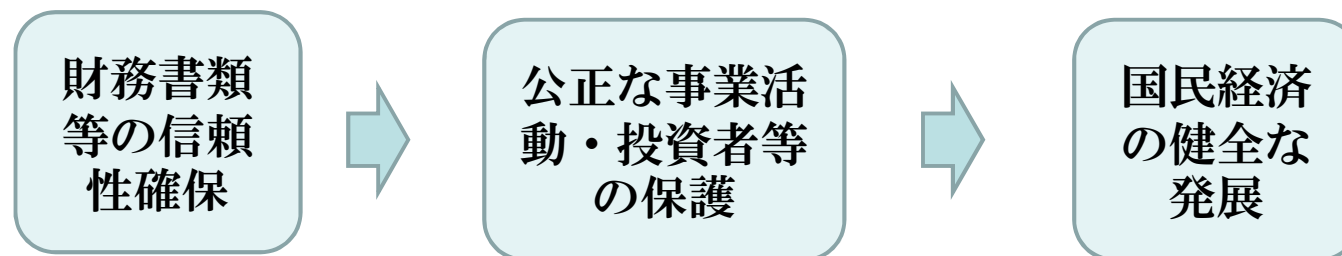 財務書類
等の信頼
性確保
公正な事業活
動・投資者等
の保護
国民経済
の健全な
発展